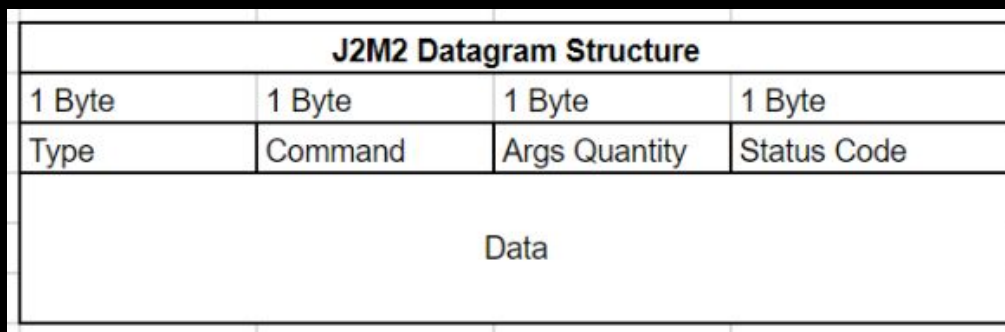 J2M2 Datagram Structure
1 Byte 1 Byte 1 Byte 1 Byte
Type Command Args Quantity Status Code
Data